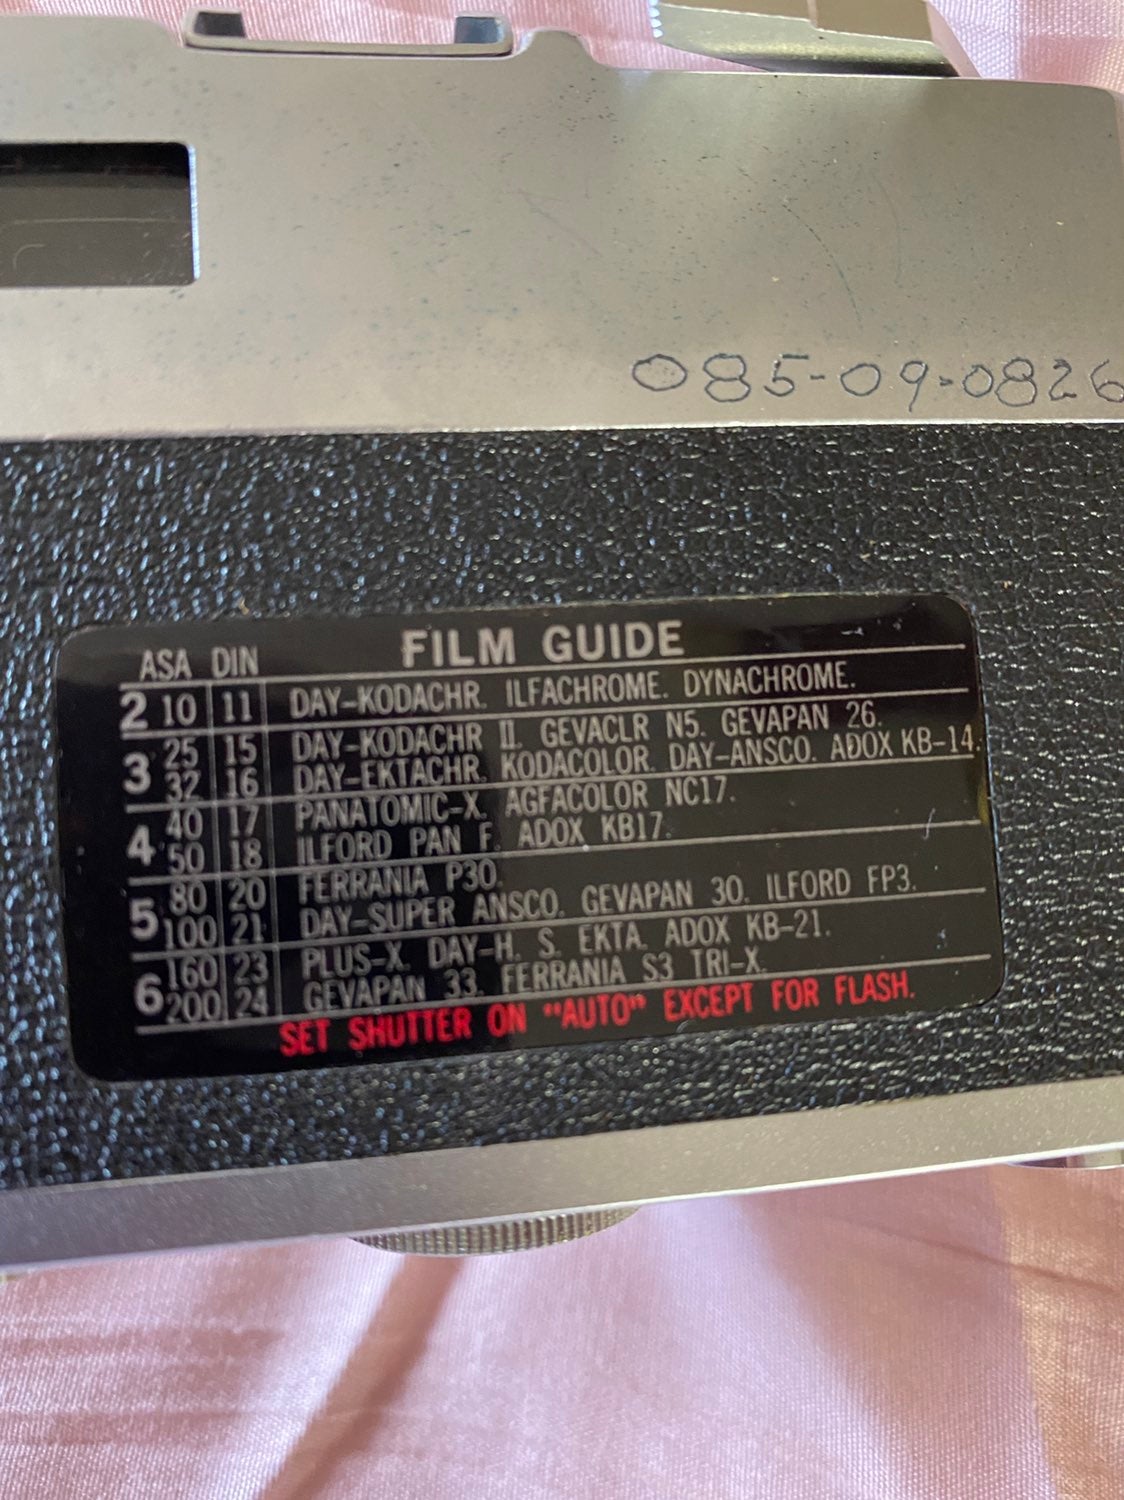 085-09-0826
FILM GUIDE
ASA DIN
2 10 11 DAY-KODACHR. ILFACHROME. DYNACHROME.
3 25 15 DAY-KODACHR II. GEVACLR N5. GEVAPAN 26.
32 16 DAY-EKTACHR. KODACOLOR. DAY-ANSCO. ADOX KB-14.
4 40 17 PANATOMIC-X. AGFACOLOR NC17.
50 18 ILFORD PAN F. ADOX KB17.
5 80 20 FERRANIA P30.
100 21 DAY-SUPER ANSCO. GEVAPAN 30. ILFORD FP3.
6 160 23 PLUS-X. DAY-H. S. EKTA. ADOX KB-21.
200 24 GEVAPAN 33. FERRANIA S3 TRI-X.
SET SHUTTER ON "AUTO" EXCEPT FOR FLASH.